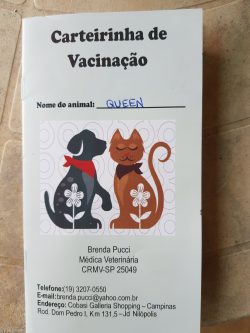 Carteirinha de
Vacinação
Nome do animal: QUEEN
Brenda Pucci
Médica Veterinária
CRMV-SP 25049
Telefone:(19) 3207-0550
E-mail:brenda.pucci@yahoo.com.br
Endereço: Cobasi Galleria Shopping – Campinas
Rod. Dom Pedro I, Km 131,5 –Jd Nilópolis